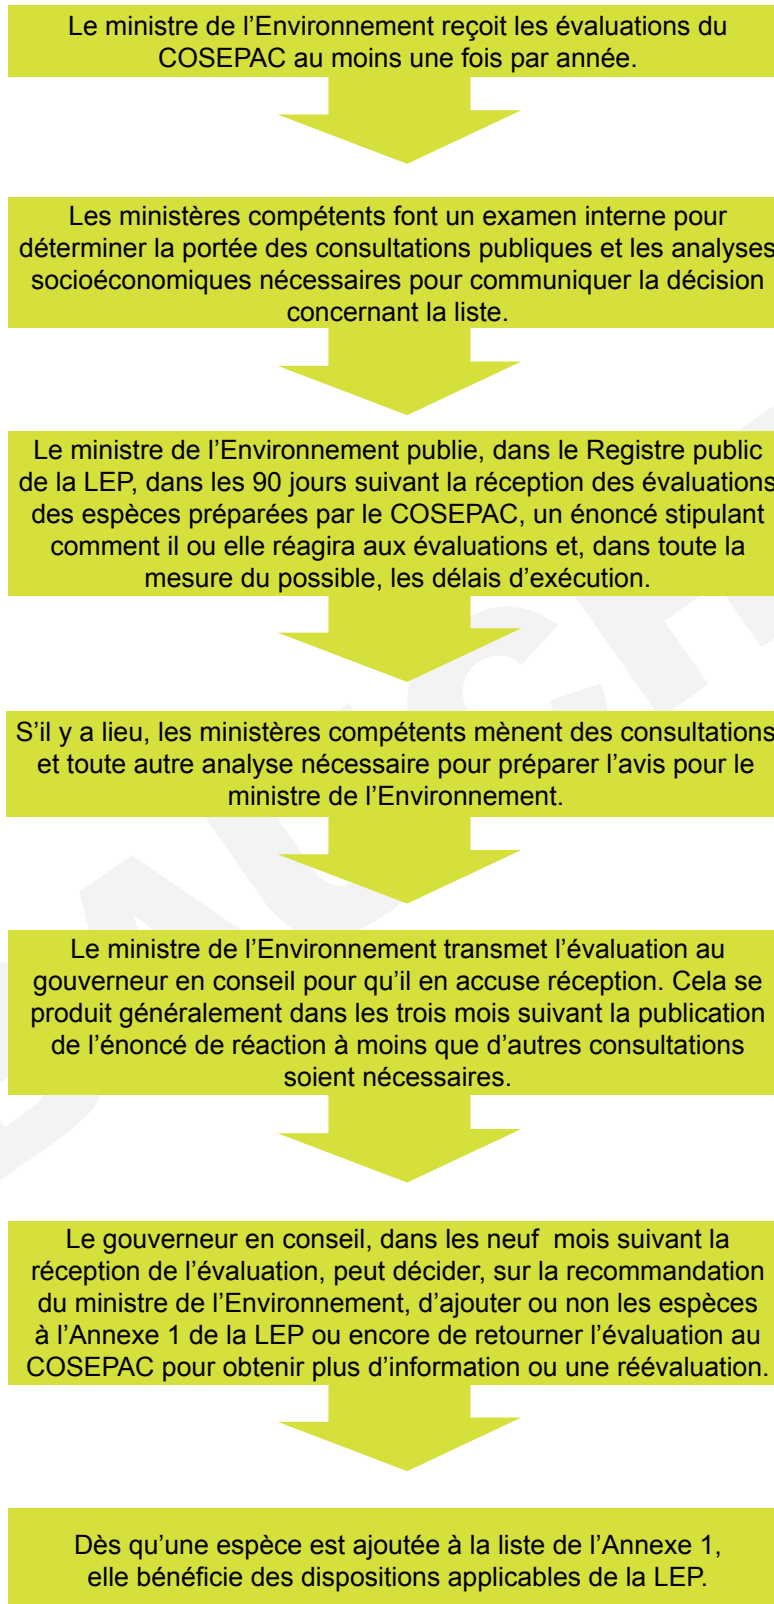 Le ministre de l’Environnement reçoit les évaluations du
COSEPAC au moins une fois par année.
Les ministères compétents font un examen interne pour
déterminer la portée des consultations publiques et les analyses
socioéconomiques nécessaires pour communiquer la décision
concernant la liste.
Le ministre de l’Environnement publie, dans le Registre public
de la LEP, dans les 90 jours suivant la réception des évaluations
des espèces préparées par le COSEPAC, un énoncé stipulant
comment il ou elle réagira aux évaluations et, dans toute la
mesure du possible, les délais d’exécution.
S’il y a lieu, les ministères compétents mènent des consultations
et toute autre analyse nécessaire pour préparer l’avis pour le
ministre de l’Environnement.
Le ministre de l’Environnement transmet l’évaluation au
gouverneur en conseil pour qu’il en accuse réception. Cela se
produit généralement dans les trois mois suivant la publication
de l’énoncé de réaction à moins que d’autres consultations
soient nécessaires.
Le gouverneur en conseil, dans les neuf mois suivant la
réception de l’évaluation, peut décider, sur la recommandation
du ministre de l’Environnement, d’ajouter ou non les espèces
à l’Annexe 1 de la LEP ou encore de retourner l’évaluation au
COSEPAC pour obtenir plus d’information ou une réévaluation.
Dès qu’une espèce est ajoutée à la liste de l’Annexe 1,
elle bénéficie des dispositions applicables de la LEP.